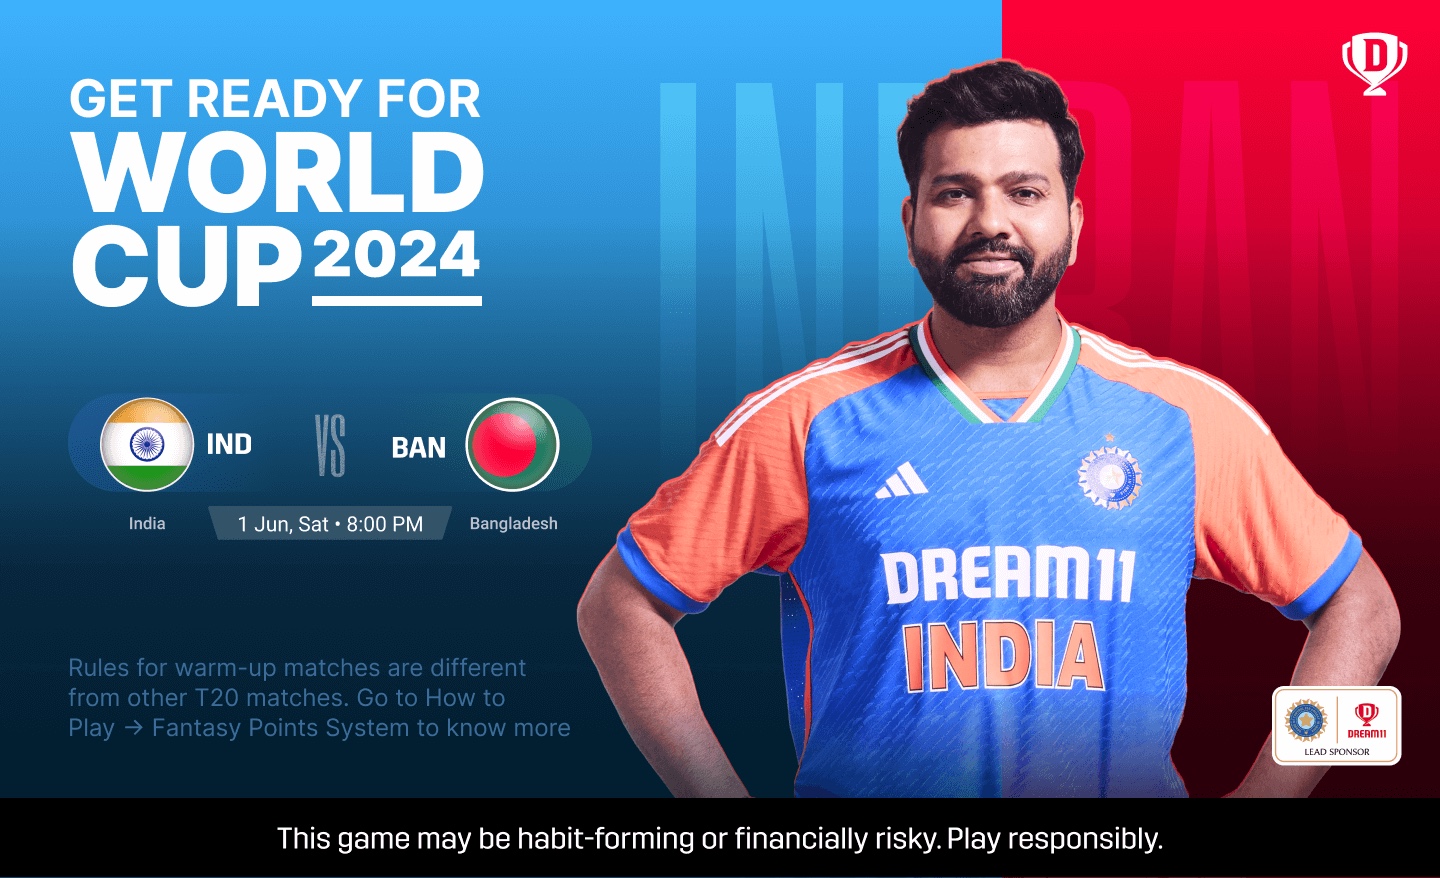 GET READY FOR
WORLD
CUP 2024
IND BAN
D
IND VS BAN
India 1 Jun, Sat • 8:00 PM Bangladesh
DREAM11
INDIA
Rules for warm-up matches are different
from other T20 matches. Go to How to
Play → Fantasy Points System to know more
D
DREAM11
LEAD SPONSOR
This game may be habit-forming or financially risky. Play responsibly.